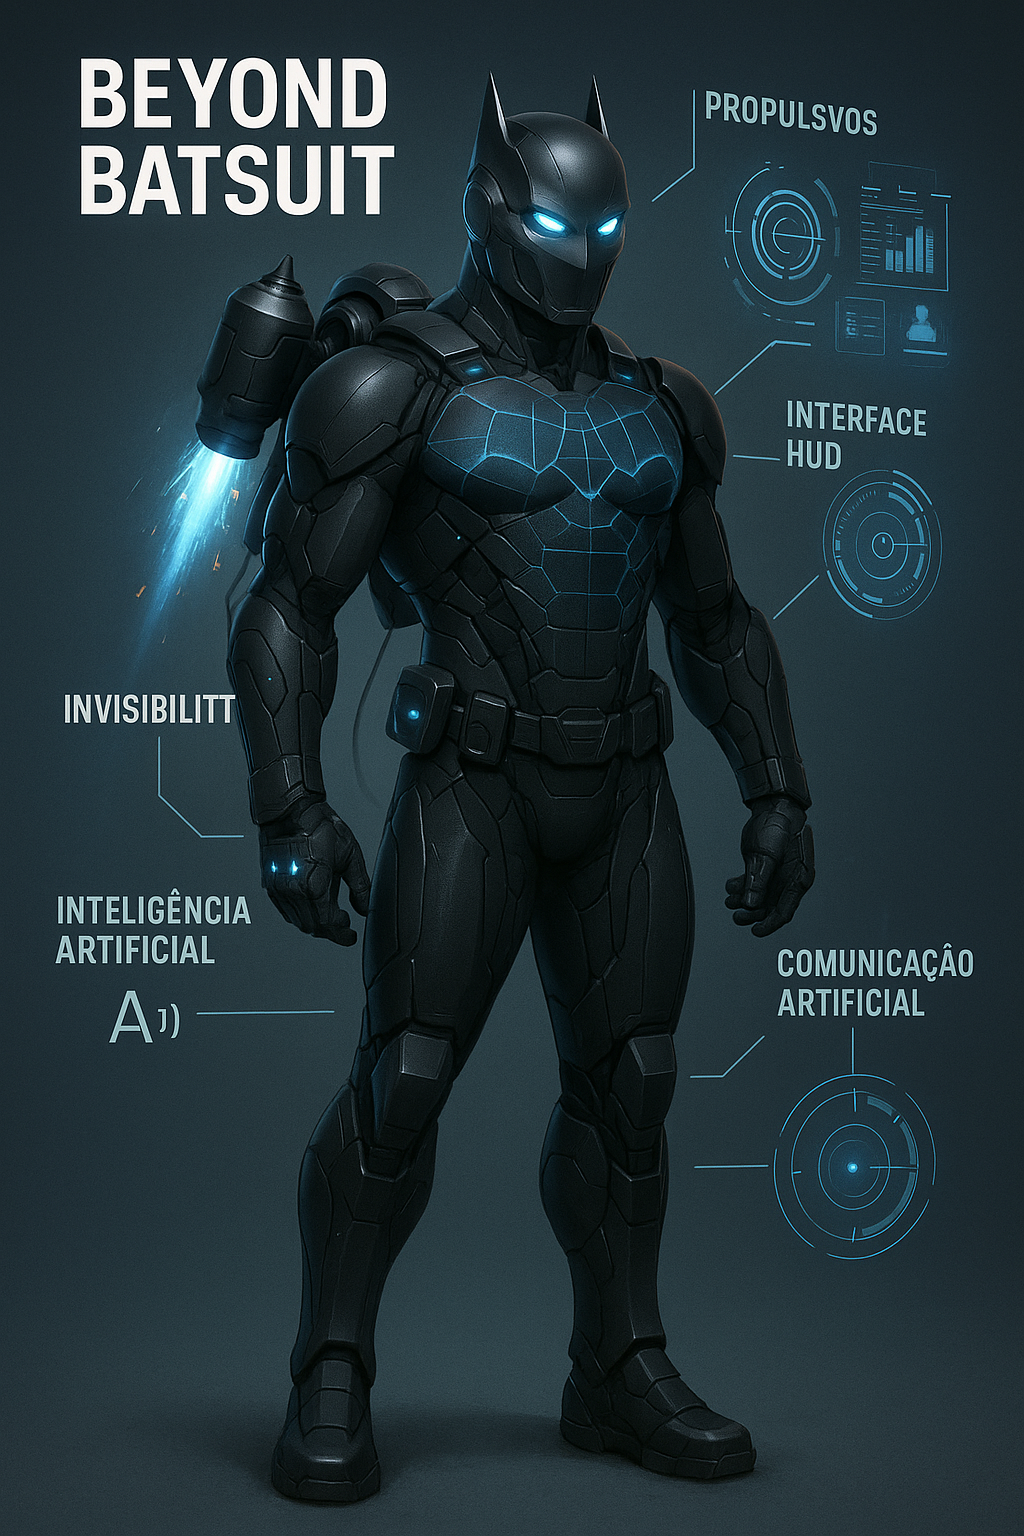 BEYOND
BATSUIT
PROPULSVOS
INTERFACE
HUD
INVISIBILITT
INTELIGÊNCIA
ARTIFICIAL
COMUNICAÇÂO
ARTIFICIAL